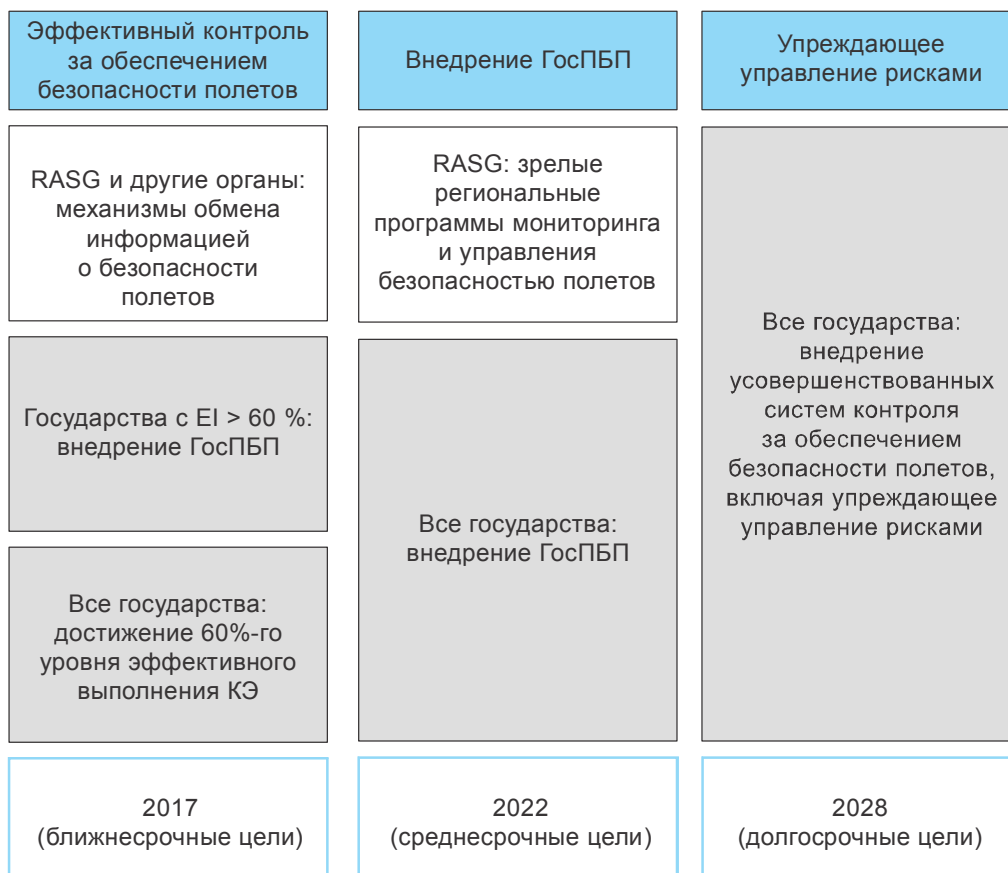 Эффективный контроль
за обеспечением
безопасности полетов
Внедрение ГосПБП
Упреждающее
управление рисками
RASG и другие органы:
механизмы обмена
информацией
о безопасности
полетов
RASG: зрелые
региональные
программы мониторинга
и управления
безопасностью полетов
Все государства:
внедрение
усовершенствованных
систем контроля
за обеспечением
безопасности полетов,
включая упреждающее
управление рисками
Государства с EI > 60 %:
внедрение ГосПБП
Все государства:
внедрение ГосПБП
Все государства:
достижение 60%-го
уровня эффективного
выполнения КЭ
2017
(ближнесрочные цели)
2022
(среднесрочные цели)
2028
(долгосрочные цели)